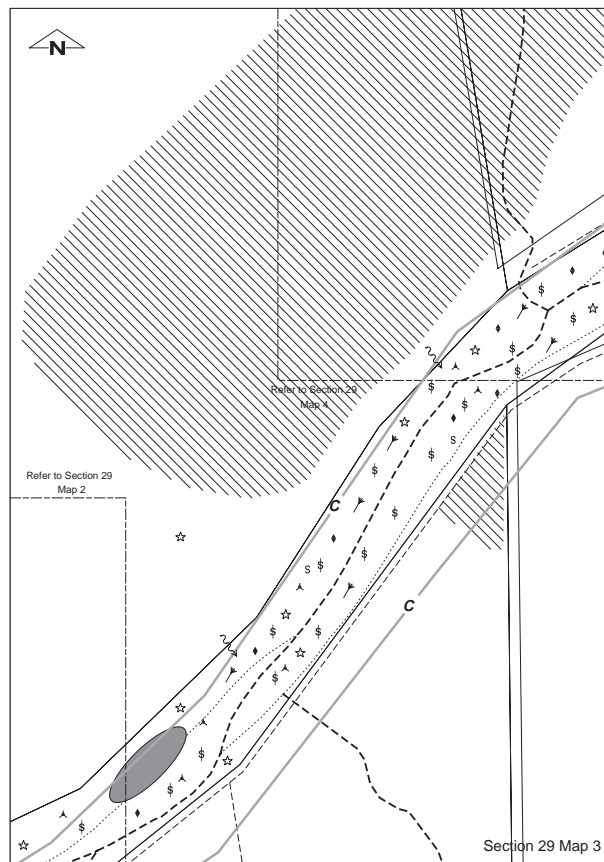 N
Refer to Section 29
Map 4
Refer to Section 29
Map 2
C
C
Section 29 Map 3